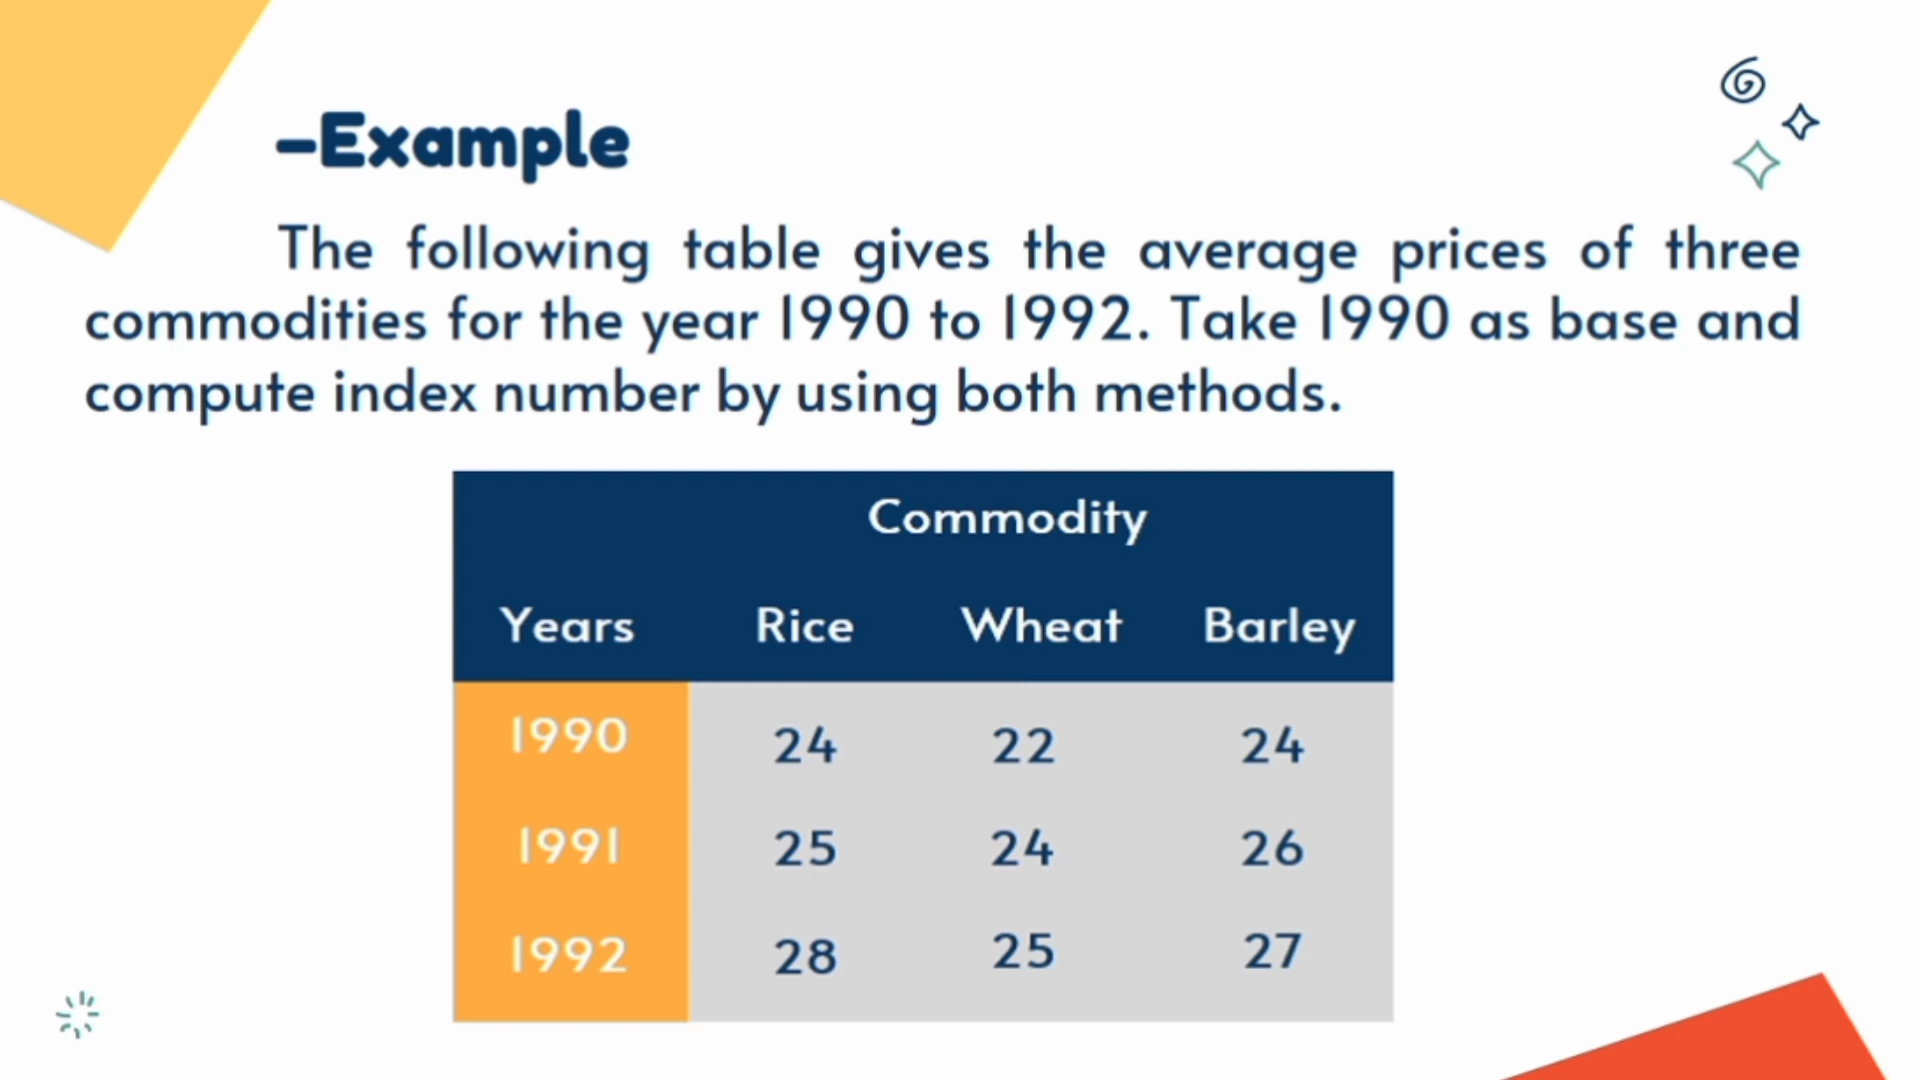 –Example
The following table gives the average prices of three
commodities for the year 1990 to 1992. Take 1990 as base and
compute index number by using both methods.
Commodity
Years Rice Wheat Barley
1990 24 22 24
1991 25 24 26
1992 28 25 27